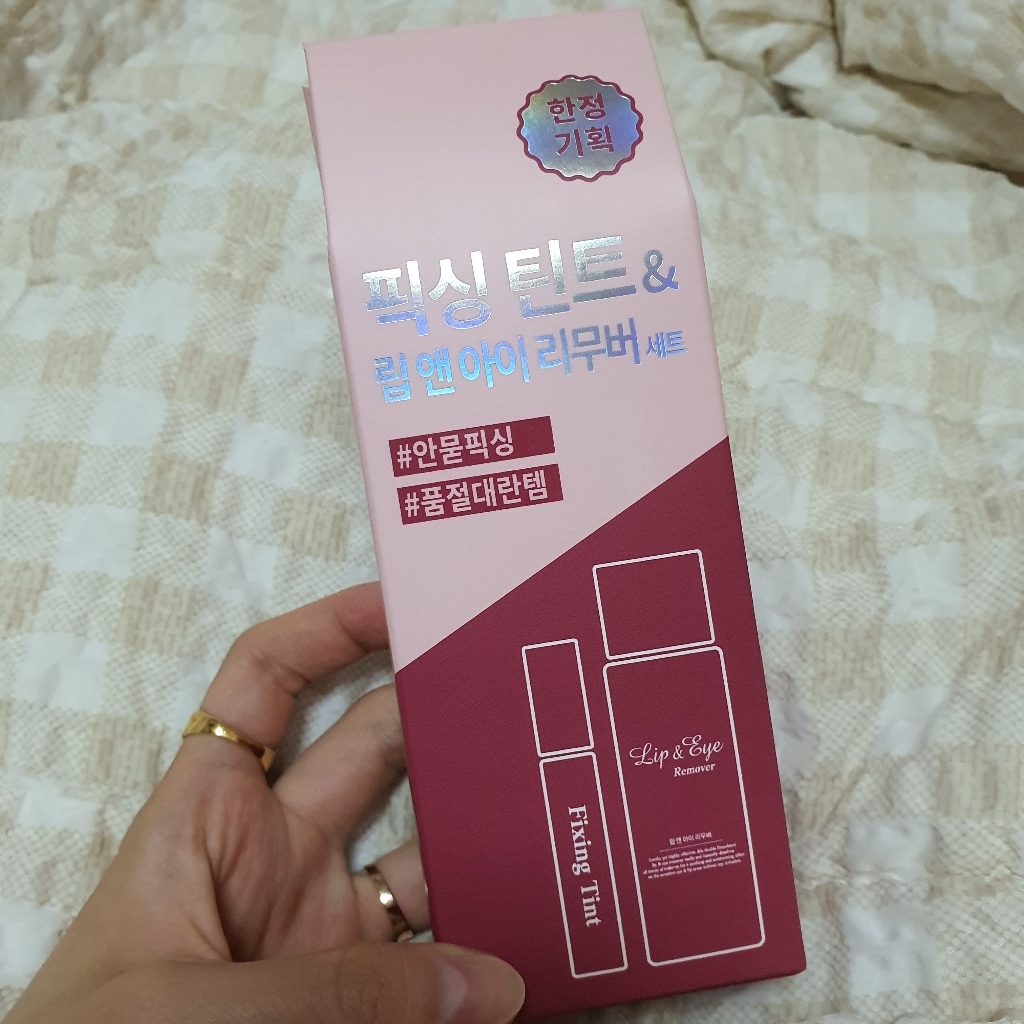 한정
기획
픽싱 틴트 &
립 앤 아이 리무버 세트
#안묻픽싱
#품절대란템
Lip & Eye
Remover
립 앤 아이 리무버
Fixing Tint